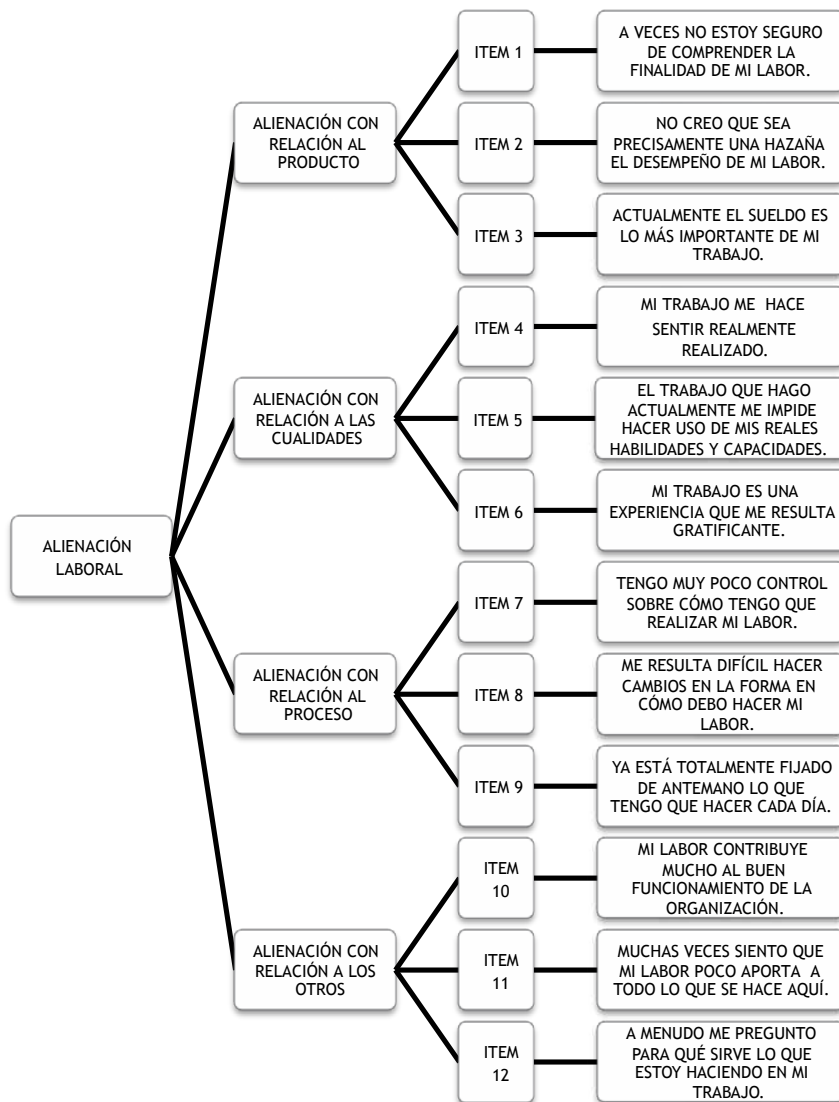 ALIENACIÓN
LABORAL
ALIENACIÓN CON
RELACIÓN AL
PRODUCTO
ITEM 1
A VECES NO ESTOY SEGURO
DE COMPRENDER LA
FINALIDAD DE MI LABOR.
ITEM 2
NO CREO QUE SEA
PRECISAMENTE UNA HAZAÑA
EL DESEMPEÑO DE MI LABOR.
ITEM 3
ACTUALMENTE EL SUELDO ES
LO MÁS IMPORTANTE DE MI
TRABAJO.
ALIENACIÓN CON
RELACIÓN A LAS
CUALIDADES
ITEM 4
MI TRABAJO ME HACE
SENTIR REALMENTE
REALIZADO.
ITEM 5
EL TRABAJO QUE HAGO
ACTUALMENTE ME IMPIDE
HACER USO DE MIS REALES
HABILIDADES Y CAPACIDADES.
ITEM 6
MI TRABAJO ES UNA
EXPERIENCIA QUE ME RESULTA
GRATIFICANTE.
ALIENACIÓN CON
RELACIÓN AL
PROCESO
ITEM 7
TENGO MUY POCO CONTROL
SOBRE CÓMO TENGO QUE
REALIZAR MI LABOR.
ITEM 8
ME RESULTA DIFÍCIL HACER
CAMBIOS EN LA FORMA EN
CÓMO DEBO HACER MI
LABOR.
ITEM 9
YA ESTÁ TOTALMENTE FIJADO
DE ANTEMANO LO QUE
TENGO QUE HACER CADA DÍA.
ALIENACIÓN CON
RELACIÓN A LOS
OTROS
ITEM
10
MI LABOR CONTRIBUYE
MUCHO AL BUEN
FUNCIONAMIENTO DE LA
ORGANIZACIÓN.
ITEM
11
MUCHAS VECES SIENTO QUE
MI LABOR POCO APORTA A
TODO LO QUE SE HACE AQUÍ.
ITEM
12
A MENUDO ME PREGUNTO
PARA QUÉ SIRVE LO QUE
ESTOY HACIENDO EN MI
TRABAJO.